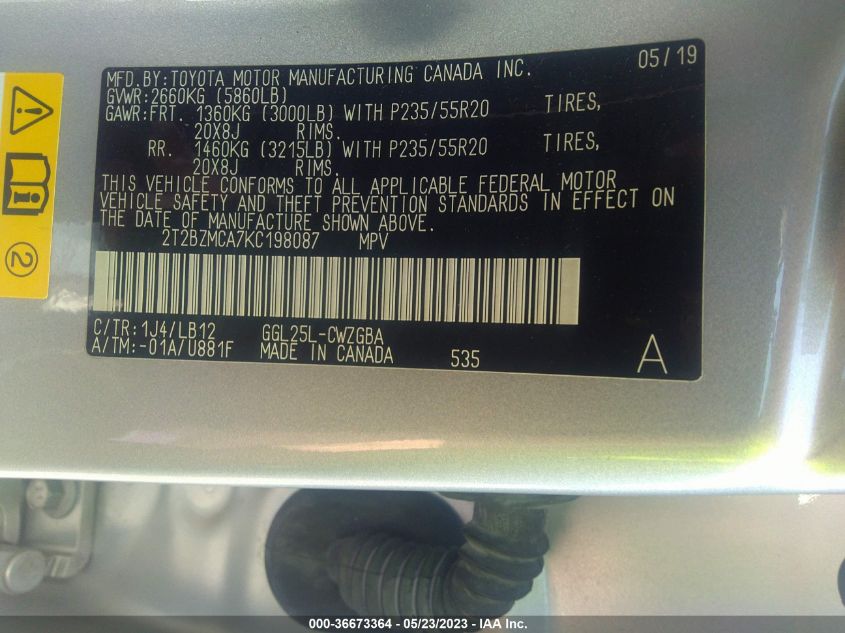 MFD.BY:TOYOTA MOTOR MANUFACTURING CANADA INC. 05/19
GVWR:2660KG (5860LB)
GAWR:FRT. 1360KG (3000LB) WITH P235/55R20 TIRES,
20X8J RIMS.
RR. 1460KG (3215LB) WITH P235/55R20 TIRES,
20X8J RIMS.
THIS VEHICLE CONFORMS TO ALL APPLICABLE FEDERAL MOTOR
VEHICLE SAFETY AND THEFT PREVENTION STANDARDS IN EFFECT ON
THE DATE OF MANUFACTURE SHOWN ABOVE.
2T2BZMCA7KC198087 MPV
C/TR:1J4/LB12 GGL25L-CWZGBA
A/TM:-01A/U881F MADE IN CANADA 535 A
2
000-36673364 - 05/23/2023 - IAA Inc.